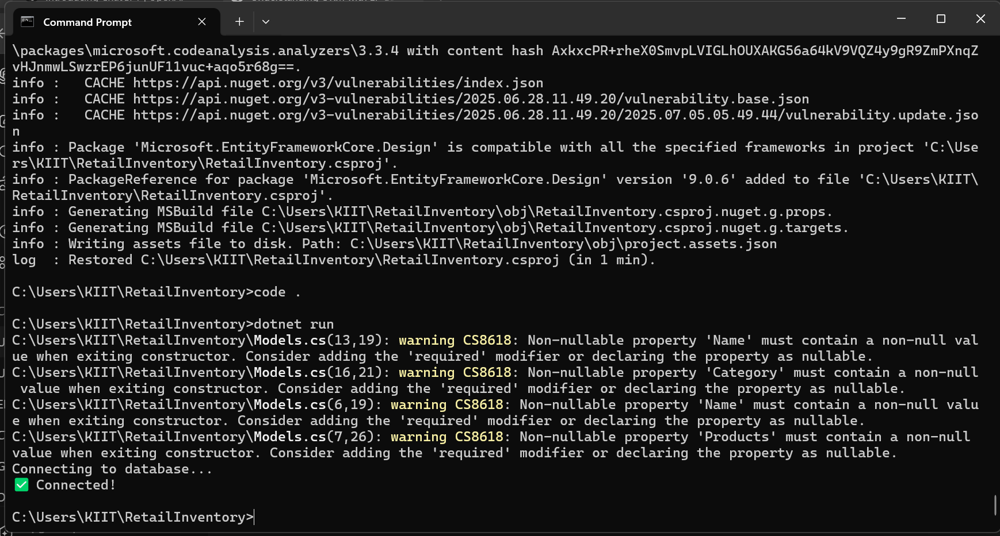 Command Prompt
\packages\microsoft.codeanalysis.analyzers\3.3.4 with content hash AxkxcPR+rheX0SmvpLVIGLhOUXAKG56a64kV9VQZ4y9gR9ZmPXnqZ
vHJnmwLSwzrEP6junUF11vuc+aqo5r68g==.
info :   CACHE https://api.nuget.org/v3/vulnerabilities/index.json
info :   CACHE https://api.nuget.org/v3-vulnerabilities/2025.06.28.11.49.20/vulnerability.base.json
info :   CACHE https://api.nuget.org/v3-vulnerabilities/2025.06.28.11.49.20/2025.07.05.05.49.44/vulnerability.update.jso
n
info : Package 'Microsoft.EntityFrameworkCore.Design' is compatible with all the specified frameworks in project 'C:\Use
rs\KIIT\RetailInventory\RetailInventory.csproj'.
info : PackageReference for package 'Microsoft.EntityFrameworkCore.Design' version '9.0.6' added to file 'C:\Users\KIIT\
RetailInventory\RetailInventory.csproj'.
info : Generating MSBuild file C:\Users\KIIT\RetailInventory\obj\RetailInventory.csproj.nuget.g.props.
info : Generating MSBuild file C:\Users\KIIT\RetailInventory\obj\RetailInventory.csproj.nuget.g.targets.
info : Writing assets file to disk. Path: C:\Users\KIIT\RetailInventory\obj\project.assets.json
log  : Restored C:\Users\KIIT\RetailInventory\RetailInventory.csproj (in 1 min).
C:\Users\KIIT\RetailInventory>code .
C:\Users\KIIT\RetailInventory>dotnet run
C:\Users\KIIT\RetailInventory\Models.cs(13,19): warning CS8618: Non-nullable property 'Name' must contain a non-null val
ue when exiting constructor. Consider adding the 'required' modifier or declaring the property as nullable.
C:\Users\KIIT\RetailInventory\Models.cs(16,21): warning CS8618: Non-nullable property 'Category' must contain a non-null
 value when exiting constructor. Consider adding the 'required' modifier or declaring the property as nullable.
C:\Users\KIIT\RetailInventory\Models.cs(6,19): warning CS8618: Non-nullable property 'Name' must contain a non-null valu
e when exiting constructor. Consider adding the 'required' modifier or declaring the property as nullable.
C:\Users\KIIT\RetailInventory\Models.cs(7,26): warning CS8618: Non-nullable property 'Products' must contain a non-null
value when exiting constructor. Consider adding the 'required' modifier or declaring the property as nullable.
Connecting to database...
✅ Connected!
C:\Users\KIIT\RetailInventory>